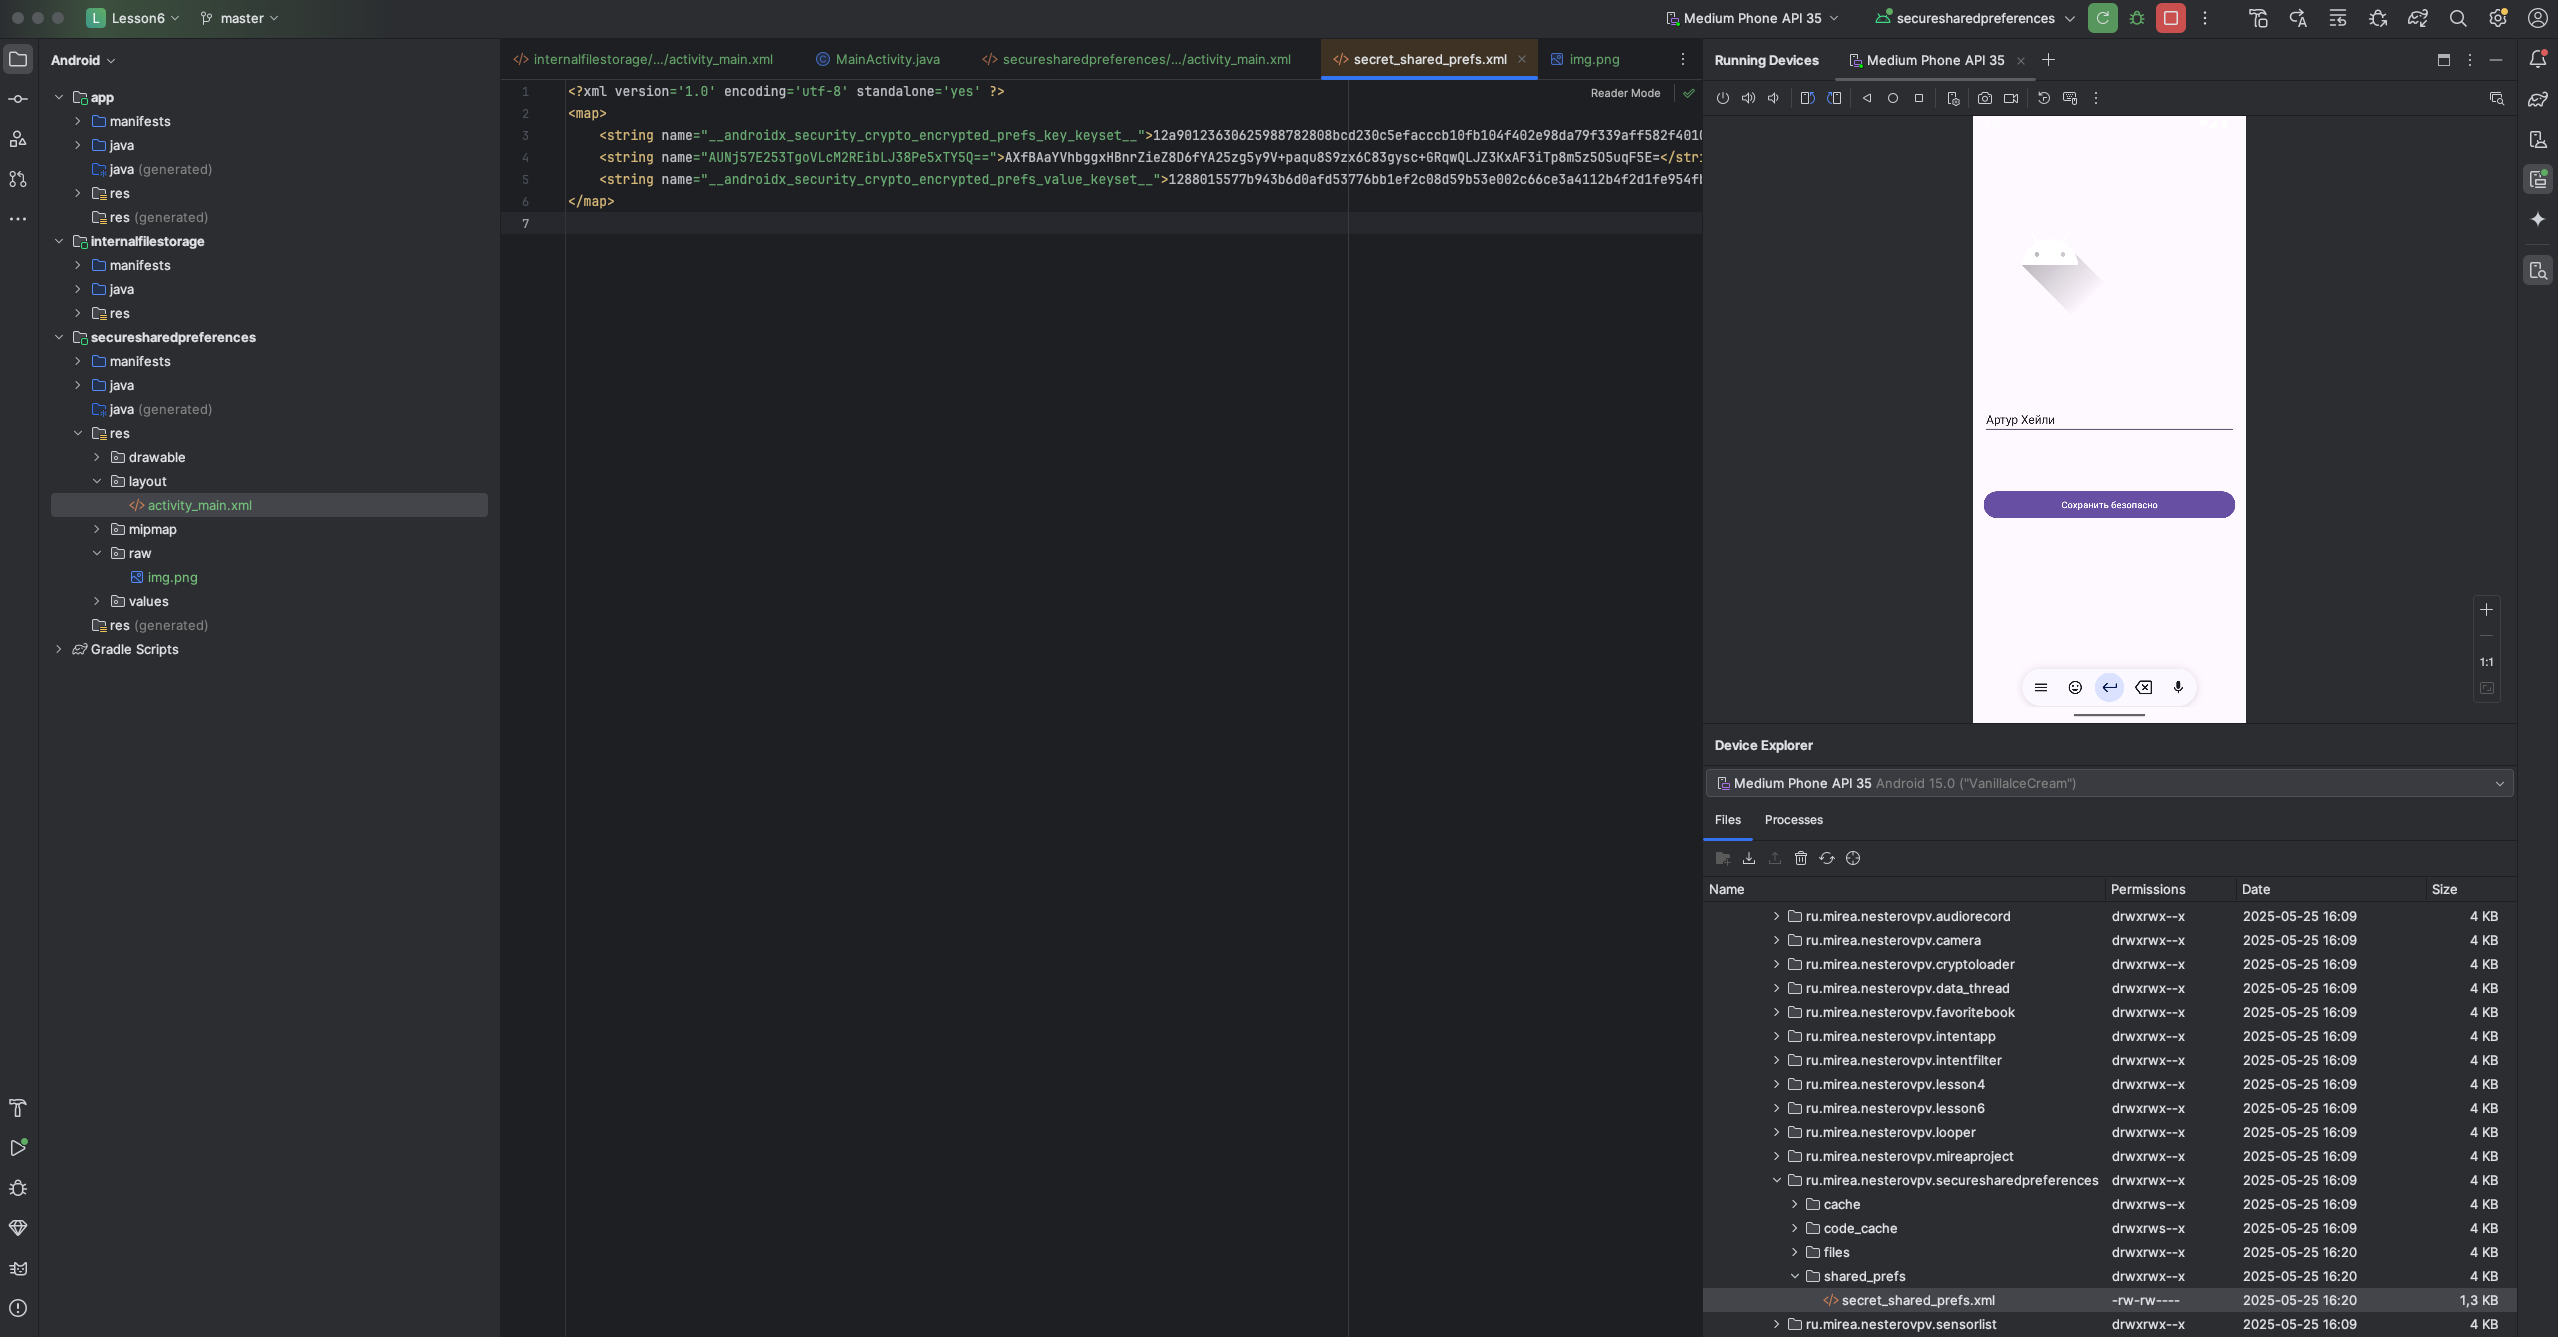 L Lesson6 master Medium Phone API 35 securesharedpreferences
Android
app
manifests
java
java (generated)
res
res (generated)
internalfilestorage
manifests
java
res
securesharedpreferences
manifests
java
java (generated)
res
drawable
layout
activity_main.xml
mipmap
raw
img.png
values
res (generated)
Gradle Scripts
internalfilestorage/.../activity_main.xml MainActivity.java securesharedpreferences/.../activity_main.xml secret_shared_prefs.xml img.png
Reader Mode
1 <?xml version='1.0' encoding='utf-8' standalone='yes' ?>
2 <map>
3 <string name="__androidx_security_crypto_encrypted_prefs_key_keyset__">12a90123630625988782808bcd230c5efacccb10fb104f402e98da79f339aff582f4010
4 <string name="AUNj57E253TgoVLcM2REibLJ38Pe5xTY5Q==">AXfBAaYVhbggxHBnrZieZ8D6fYA25zg5y9V+paqu8S9zx6C83gysc+GRqwQLJZ3KxAF3iTp8m5z5O5uqF5E=</stri
5 <string name="__androidx_security_crypto_encrypted_prefs_value_keyset__">1288015577b943b6d0afd53776bb1ef2c08d59b53e002c66ce3a4112b4f2d1fe954fb
6 </map>
7
Running Devices Medium Phone API 35
Артур Хейли
Сохранить безопасно
1:1
Device Explorer
Medium Phone API 35 Android 15.0 ("VanillaIceCream")
Files Processes
Name Permissions Date Size
ru.mirea.nesterovpv.audiorecord drwxrwx--x 2025-05-25 16:09 4 KB
ru.mirea.nesterovpv.camera drwxrwx--x 2025-05-25 16:09 4 KB
ru.mirea.nesterovpv.cryptoloader drwxrwx--x 2025-05-25 16:09 4 KB
ru.mirea.nesterovpv.data_thread drwxrwx--x 2025-05-25 16:09 4 KB
ru.mirea.nesterovpv.favoritebook drwxrwx--x 2025-05-25 16:09 4 KB
ru.mirea.nesterovpv.intentapp drwxrwx--x 2025-05-25 16:09 4 KB
ru.mirea.nesterovpv.intentfilter drwxrwx--x 2025-05-25 16:09 4 KB
ru.mirea.nesterovpv.lesson4 drwxrwx--x 2025-05-25 16:09 4 KB
ru.mirea.nesterovpv.lesson6 drwxrwx--x 2025-05-25 16:09 4 KB
ru.mirea.nesterovpv.looper drwxrwx--x 2025-05-25 16:09 4 KB
ru.mirea.nesterovpv.mireaproject drwxrwx--x 2025-05-25 16:09 4 KB
ru.mirea.nesterovpv.securesharedpreferences drwxrwx--x 2025-05-25 16:09 4 KB
cache drwxrws--x 2025-05-25 16:09 4 KB
code_cache drwxrws--x 2025-05-25 16:09 4 KB
files drwxrwx--x 2025-05-25 16:20 4 KB
shared_prefs drwxrwx--x 2025-05-25 16:20 4 KB
secret_shared_prefs.xml -rw-rw---- 2025-05-25 16:20 1,3 KB
ru.mirea.nesterovpv.sensorlist drwxrwx--x 2025-05-25 16:09 4 KB